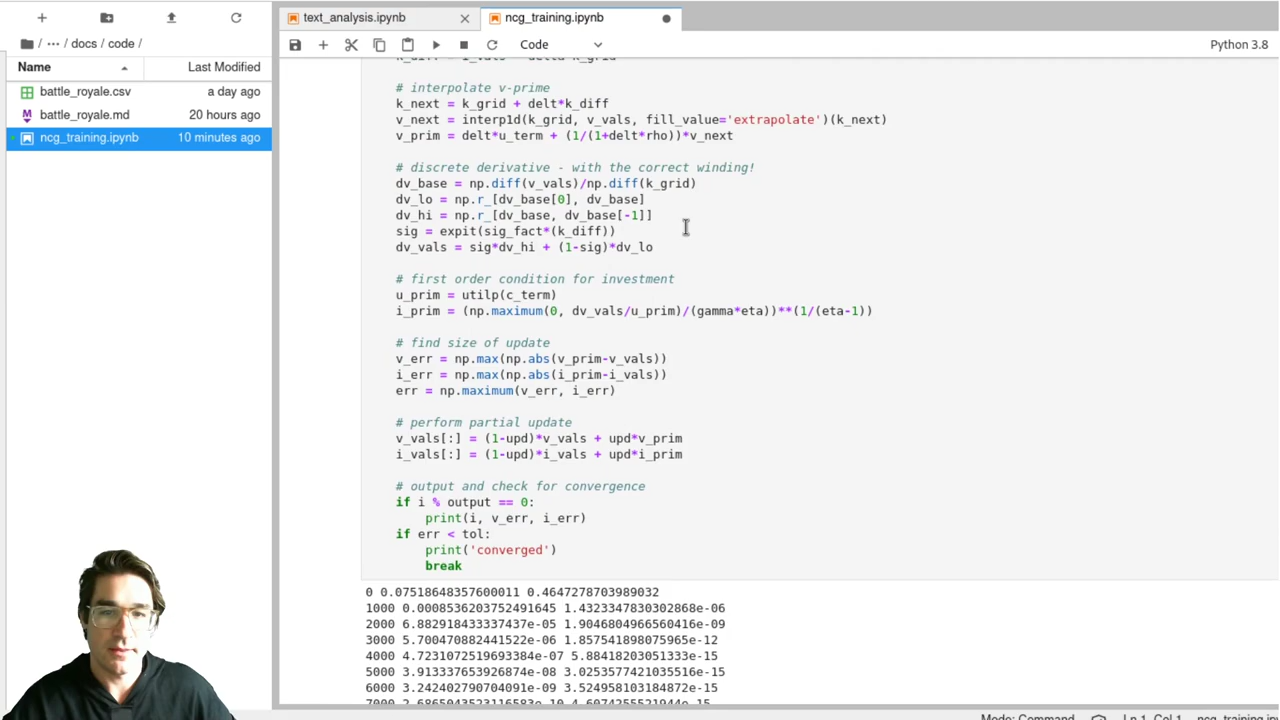 text_analysis.ipynb
ncg_training.ipynb
/ ··· / docs / code /
Code
Python 3.8
Name
Last Modified
battle_royale.csv
a day ago
battle_royale.md
20 hours ago
ncg_training.ipynb
10 minutes ago
# interpolate v-prime
k_next = k_grid + delt*k_diff
v_next = interp1d(k_grid, v_vals, fill_value='extrapolate')(k_next)
v_prim = delt*u_term + (1/(1+delt*rho))*v_next
# discrete derivative - with the correct winding!
dv_base = np.diff(v_vals)/np.diff(k_grid)
dv_lo = np.r_[dv_base[0], dv_base]
dv_hi = np.r_[dv_base, dv_base[-1]]
sig = expit(sig_fact*(k_diff))
dv_vals = sig*dv_hi + (1-sig)*dv_lo
# first order condition for investment
u_prim = utilp(c_term)
i_prim = (np.maximum(0, dv_vals/u_prim)/(gamma*eta))**(1/(eta-1))
# find size of update
v_err = np.max(np.abs(v_prim-v_vals))
i_err = np.max(np.abs(i_prim-i_vals))
err = np.maximum(v_err, i_err)
# perform partial update
v_vals[:] = (1-upd)*v_vals + upd*v_prim
i_vals[:] = (1-upd)*i_vals + upd*i_prim
# output and check for convergence
if i % output == 0:
print(i, v_err, i_err)
if err < tol:
print('converged')
break
0 0.07518648357600011 0.4647278703989032
1000 0.0008536203752491645 1.4323347830302868e-06
2000 6.882918433337437e-05 1.9046804966560416e-09
3000 5.700470882441522e-06 1.857541898075965e-12
4000 4.7231072519693384e-07 5.88418203051333e-15
5000 3.913337653926874e-08 3.0253577421035516e-15
6000 3.242402790704091e-09 3.524958103184872e-15
Mode: Command
Ln 1, Col 1